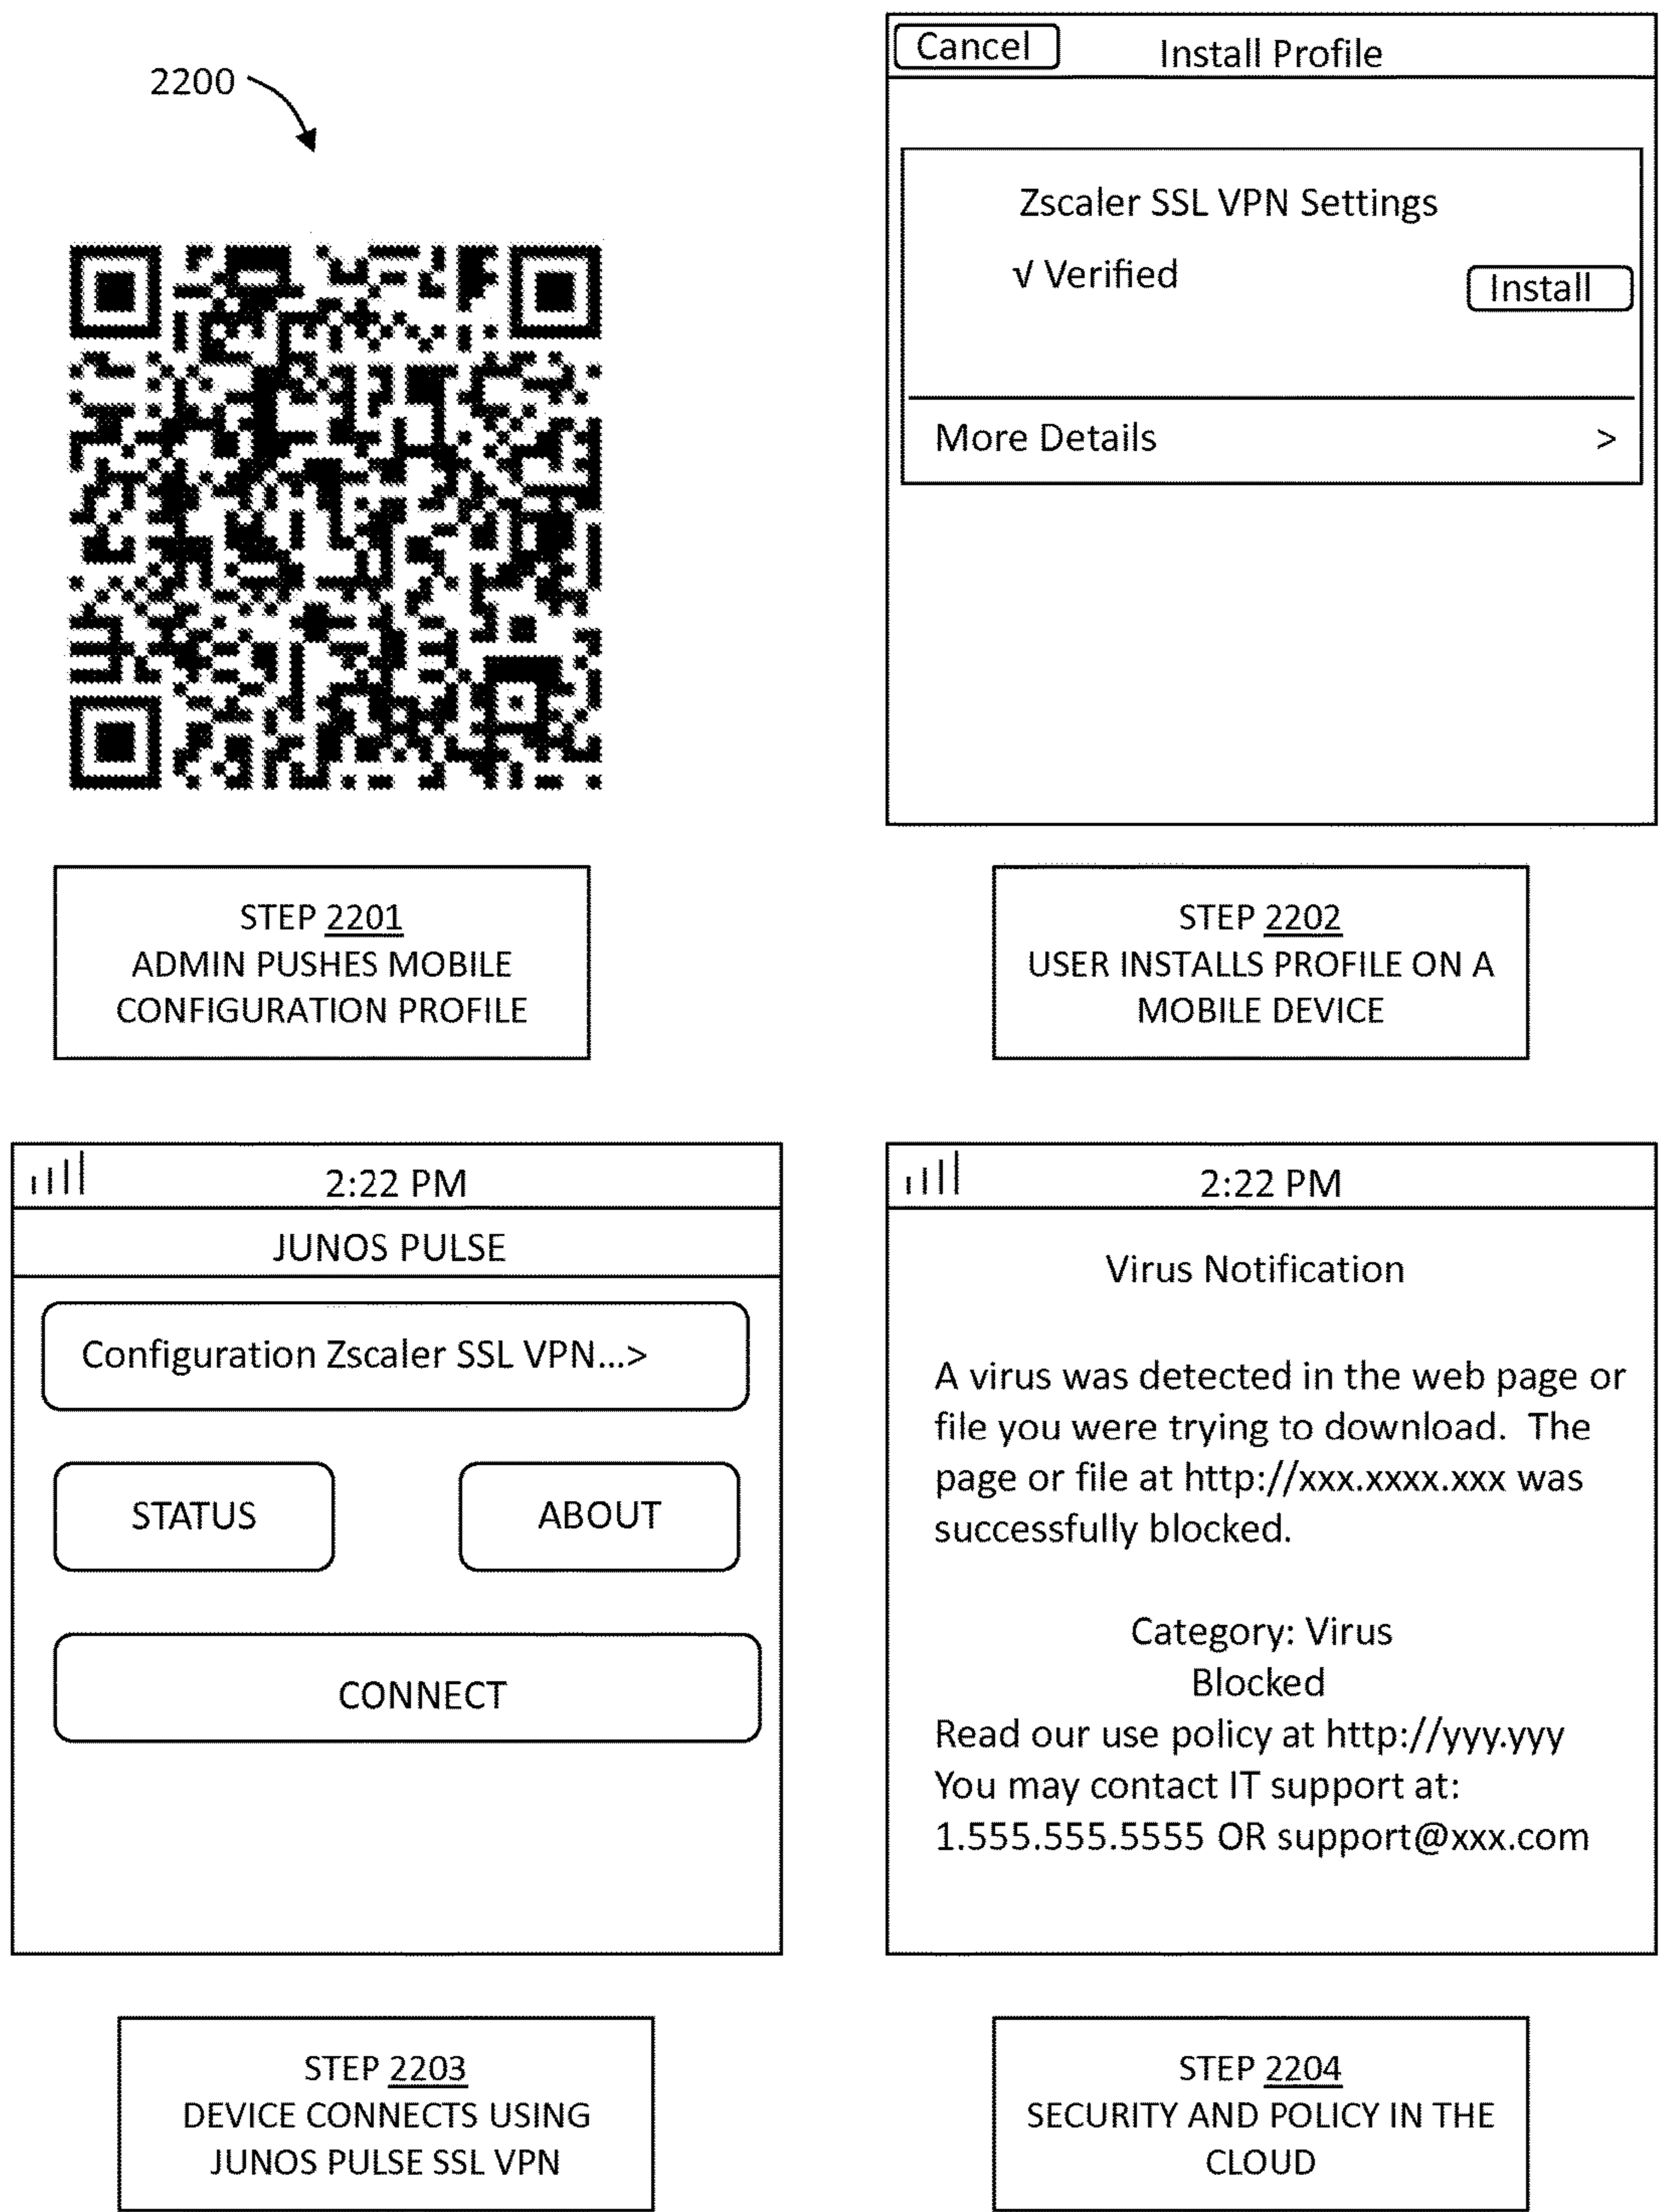 2200
Cancel
Install Profile
Zscaler SSL VPN Settings
√ Verified
Install
More Details >
STEP 2201
ADMIN PUSHES MOBILE
CONFIGURATION PROFILE
STEP 2202
USER INSTALLS PROFILE ON A
MOBILE DEVICE
2:22 PM
JUNOS PULSE
Configuration Zscaler SSL VPN...>
STATUS
ABOUT
CONNECT
2:22 PM
Virus Notification
A virus was detected in the web page or
file you were trying to download. The
page or file at http://xxx.xxxx.xxx was
successfully blocked.
Category: Virus
Blocked
Read our use policy at http://yyy.yyy
You may contact IT support at:
1.555.555.5555 OR support@xxx.com
STEP 2203
DEVICE CONNECTS USING
JUNOS PULSE SSL VPN
STEP 2204
SECURITY AND POLICY IN THE
CLOUD